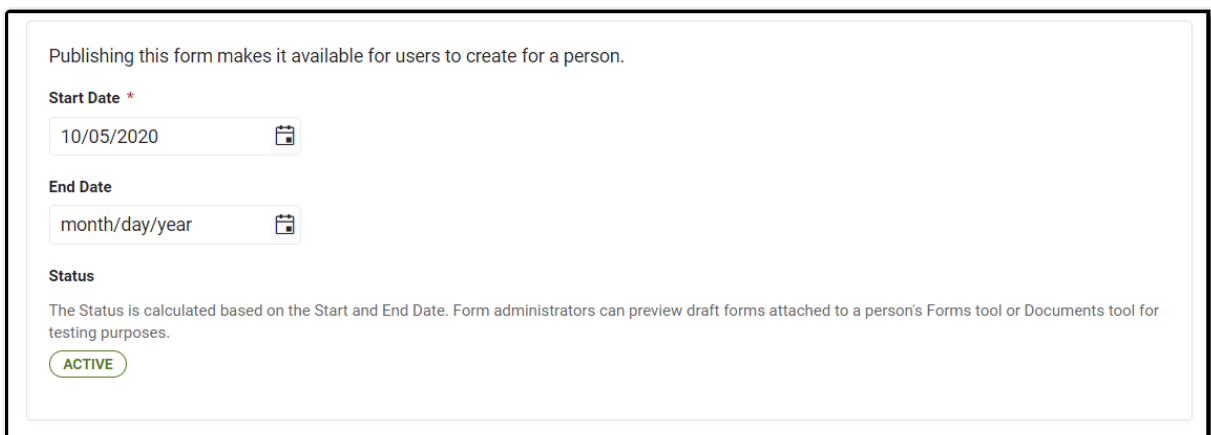 Publishing this form makes it available for users to create for a person.
Start Date *
10/05/2020
End Date
month/day/year
Status
The Status is calculated based on the Start and End Date. Form administrators can preview draft forms attached to a person's Forms tool or Documents tool for
testing purposes.
ACTIVE